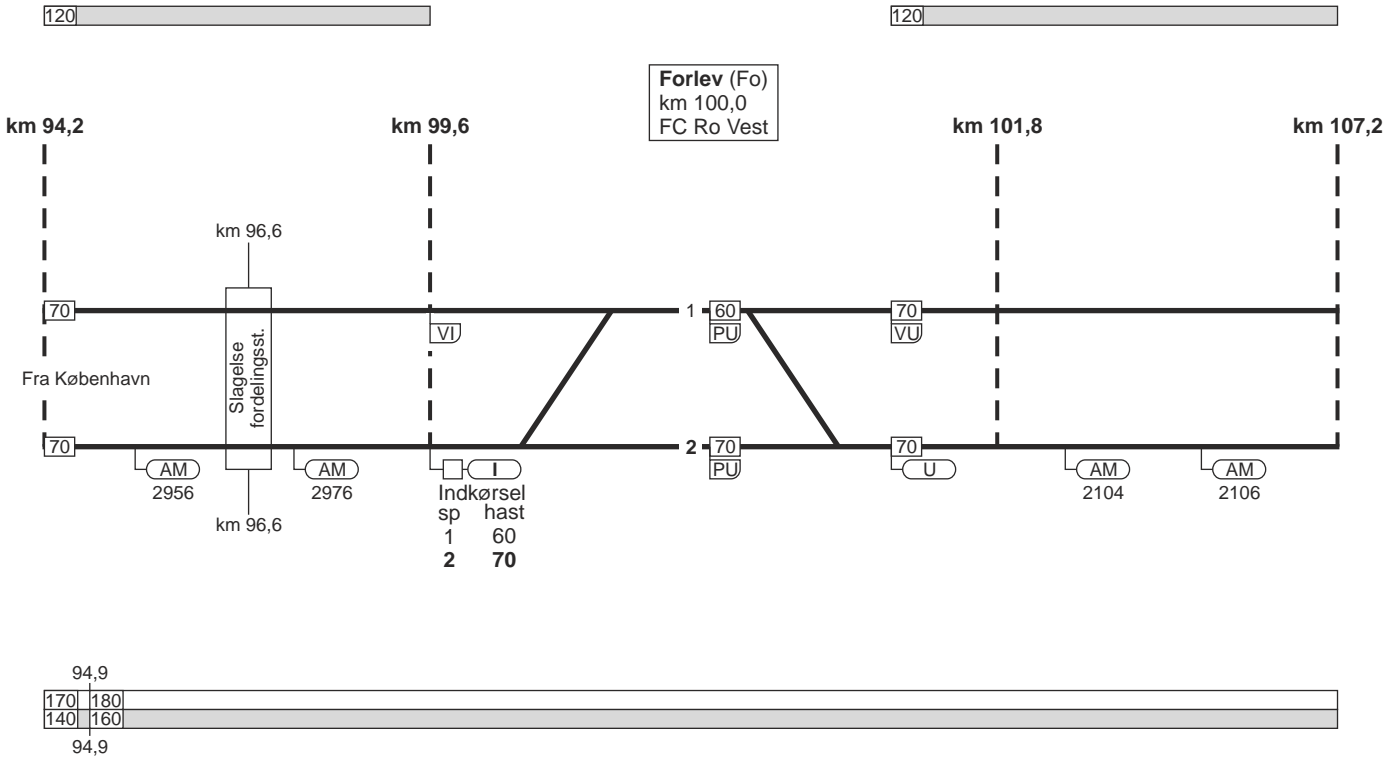 120
120
Forlev (Fo)
km 100,0
FC Ro Vest
km 94,2
km 99,6
km 101,8
km 107,2
km 96,6
70
1
60
70
VI
PU
VU
Fra København
Slagelse
fordelingsst.
70
2
70
70
AM
AM
I
PU
U
AM
AM
2956
2976
2104
2106
Indkørsel
sp hast
1 60
2 70
km 96,6
94,9
170 180
140 160
94,9